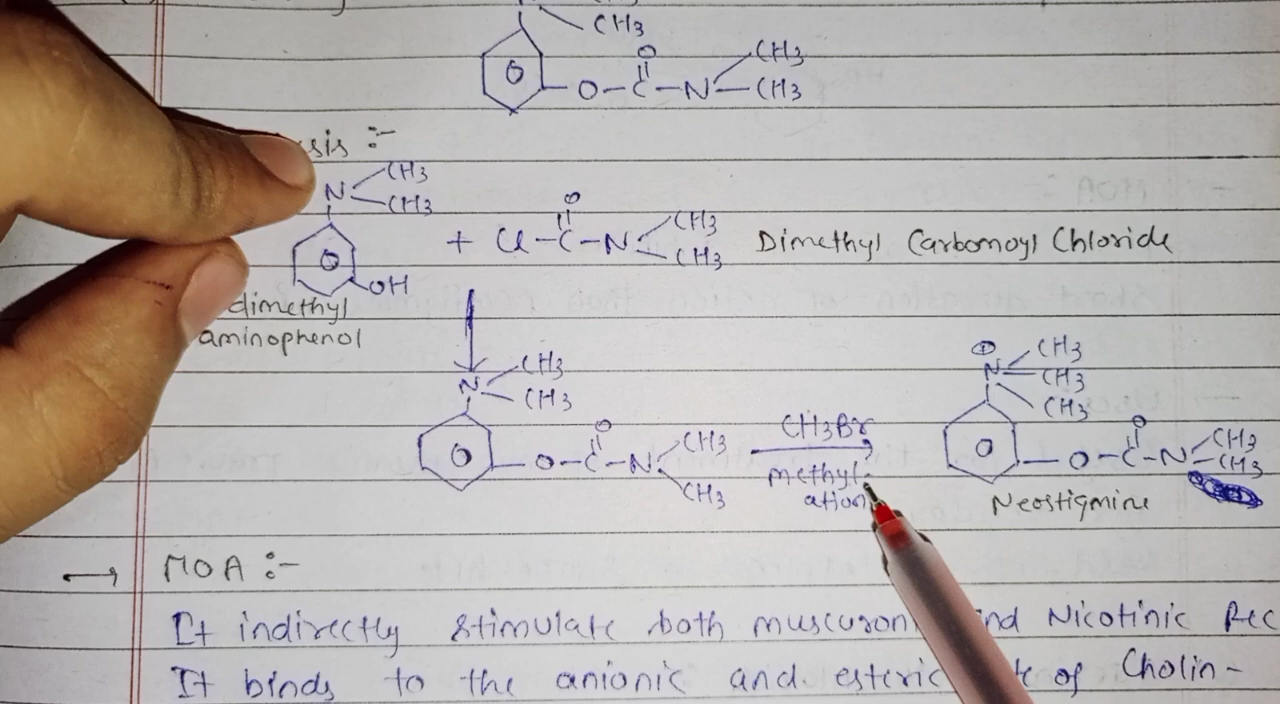 CH3
O CH3
O-C-N CH3
sis :-
N CH3
CH3
O
+ Cl-C-N CH3 Dimethyl Carbomoyl Chloride
CH3
OH
dimethyl
aminophenol
N CH3
CH3
O
O-C-N CH3
CH3
CH3Br
methyl-
ation
⊕ CH3
N CH3
CH3
O
O-C-N CH3
CH3
Neostigmine
→ MOA :-
It indirectly stimulate both muscuron nd Nicotinic Rec
It binds to the anionic and esteric of Cholin-